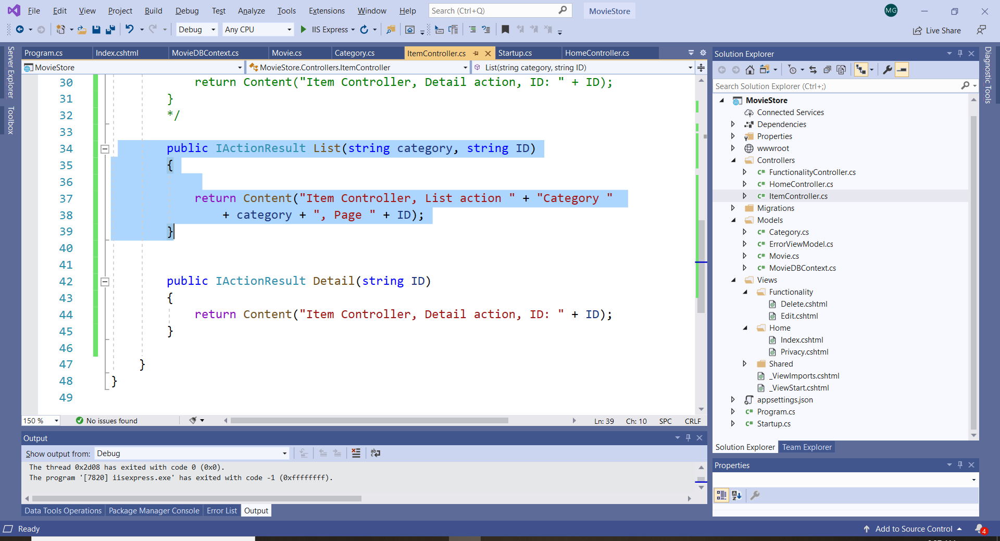 File Edit View Project Build Debug Test Analyze Tools Extensions Window Help Search (Ctrl+Q) MovieStore MG
Debug Any CPU IIS Express Live Share
Server Explorer
Toolbox
Program.cs Index.cshtml MovieDBContext.cs Movie.cs Category.cs ItemController.cs Startup.cs HomeController.cs
MovieStore MovieStore.Controllers.ItemController List(string category, string ID)
30 return Content("Item Controller, Detail action, ID: " + ID);
31 }
32 */
33
34 public IActionResult List(string category, string ID)
35 {
36
37 return Content("Item Controller, List action " + "Category "
38 + category + ", Page " + ID);
39 }
40
41
42 public IActionResult Detail(string ID)
43 {
44 return Content("Item Controller, Detail action, ID: " + ID);
45 }
46
47 }
48 }
49
150 % No issues found Ln: 39 Ch: 10 SPC CRLF
Output
Show output from: Debug
The thread 0x2d08 has exited with code 0 (0x0).
The program '[7820] iisexpress.exe' has exited with code -1 (0xffffffff).
Data Tools Operations Package Manager Console Error List Output
Solution Explorer
Search Solution Explorer (Ctrl+;)
MovieStore
Connected Services
Dependencies
Properties
wwwroot
Controllers
C# FunctionalityController.cs
C# HomeController.cs
C# ItemController.cs
Migrations
Models
C# Category.cs
C# ErrorViewModel.cs
C# Movie.cs
C# MovieDBContext.cs
Views
Functionality
Delete.cshtml
Edit.cshtml
Home
Index.cshtml
Privacy.cshtml
Shared
_ViewImports.cshtml
_ViewStart.cshtml
appsettings.json
C# Program.cs
C# Startup.cs
Solution Explorer Team Explorer
Properties
Diagnostic Tools
Ready Add to Source Control 4